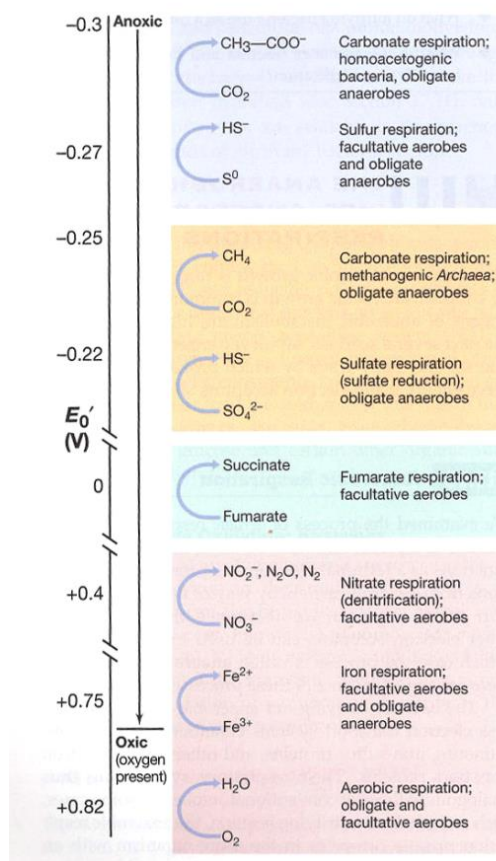 −0.3
Anoxic
CH₃—COO⁻
CO₂
Carbonate respiration;
homoacetogenic
bacteria, obligate
anaerobes
−0.27
HS⁻
S⁰
Sulfur respiration;
facultative aerobes
and obligate
anaerobes
−0.25
CH₄
CO₂
Carbonate respiration;
methanogenic Archaea;
obligate anaerobes
−0.22
HS⁻
SO₄²⁻
Sulfate respiration
(sulfate reduction);
obligate anaerobes
E₀′
(V)
0
Succinate
Fumarate
Fumarate respiration;
facultative aerobes
+0.4
NO₂⁻, N₂O, N₂
NO₃⁻
Nitrate respiration
(denitrification);
facultative aerobes
+0.75
Fe²⁺
Fe³⁺
Iron respiration;
facultative aerobes
and obligate
anaerobes
Oxic
(oxygen
present)
+0.82
H₂O
O₂
Aerobic respiration;
obligate and
facultative aerobes